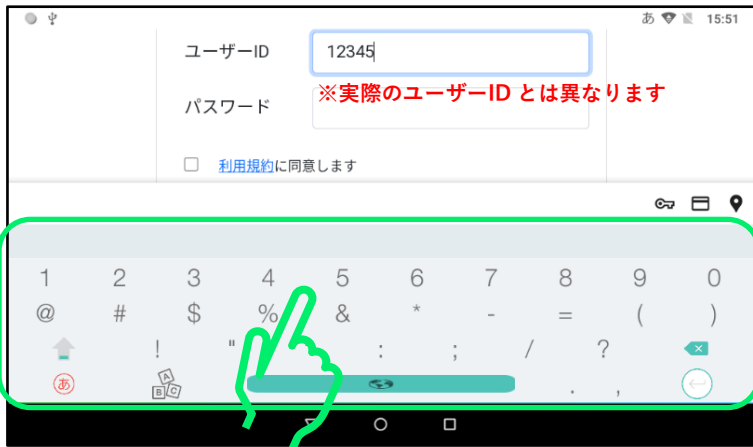 あ 15:51
ユーザーID 12345
※実際のユーザーID とは異なります
パスワード
利用規約に同意します
1 2 3 4 5 6 7 8 9 0
@ # $ % & * - = ( )
! " : ; / ?
あ A B C . ,